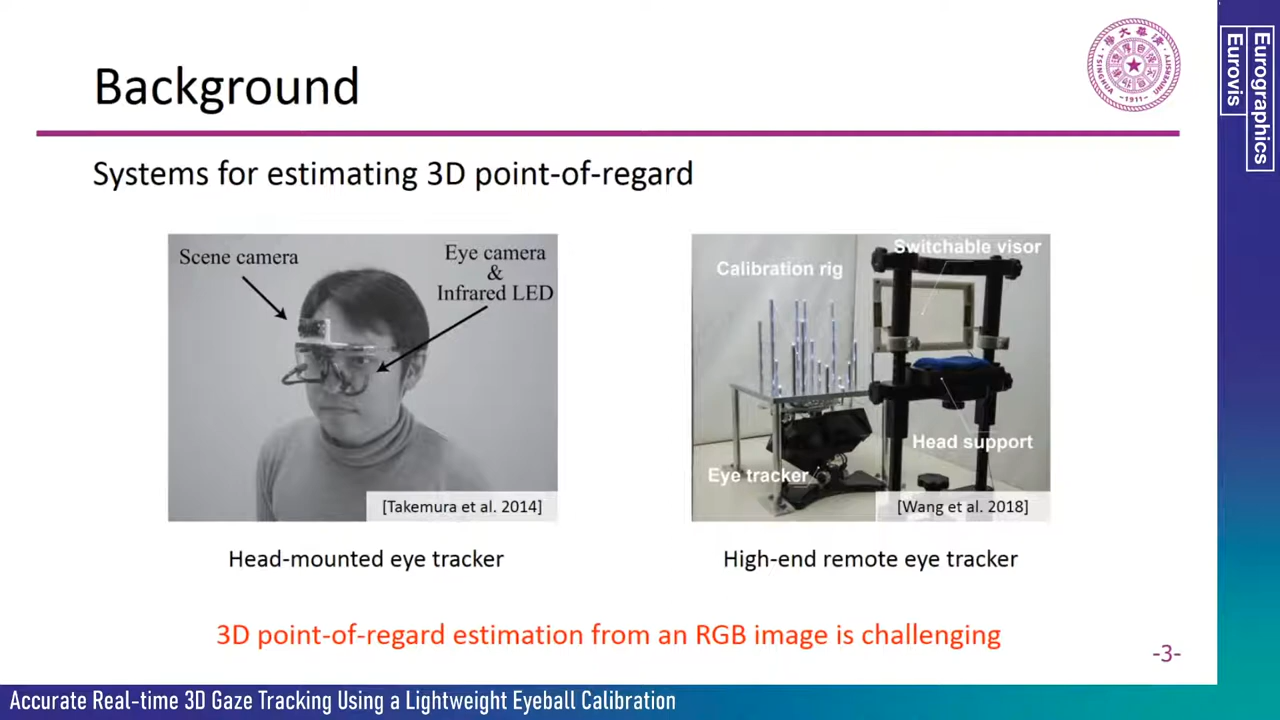 Background
Systems for estimating 3D point-of-regard
Scene camera
Eye camera
&
Infrared LED
[Takemura et al. 2014]
Head-mounted eye tracker
Switchable visor
Calibration rig
Head support
Eye tracker
[Wang et al. 2018]
High-end remote eye tracker
3D point-of-regard estimation from an RGB image is challenging
-3-
TSINGHUA UNIVERSITY
~1911~
Eurographics
Eurovis
Accurate Real-time 3D Gaze Tracking Using a Lightweight Eyeball Calibration